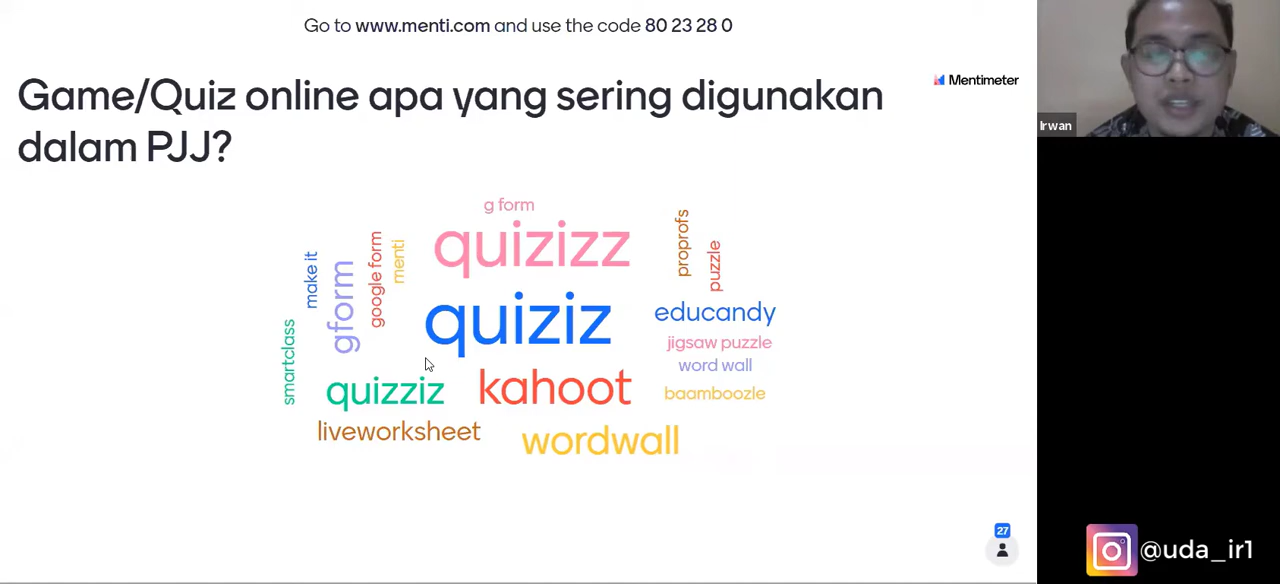 Go to www.menti.com and use the code 80 23 28 0
Mentimeter
Game/Quiz online apa yang sering digunakan
dalam PJJ?
Irwan
g form
quizizz
proprofs
puzzle
make it
gform
google form
menti
quiziz
educandy
jigsaw puzzle
word wall
smartclass
quizziz
kahoot
baamboozle
liveworksheet
wordwall
27
@uda_ir1